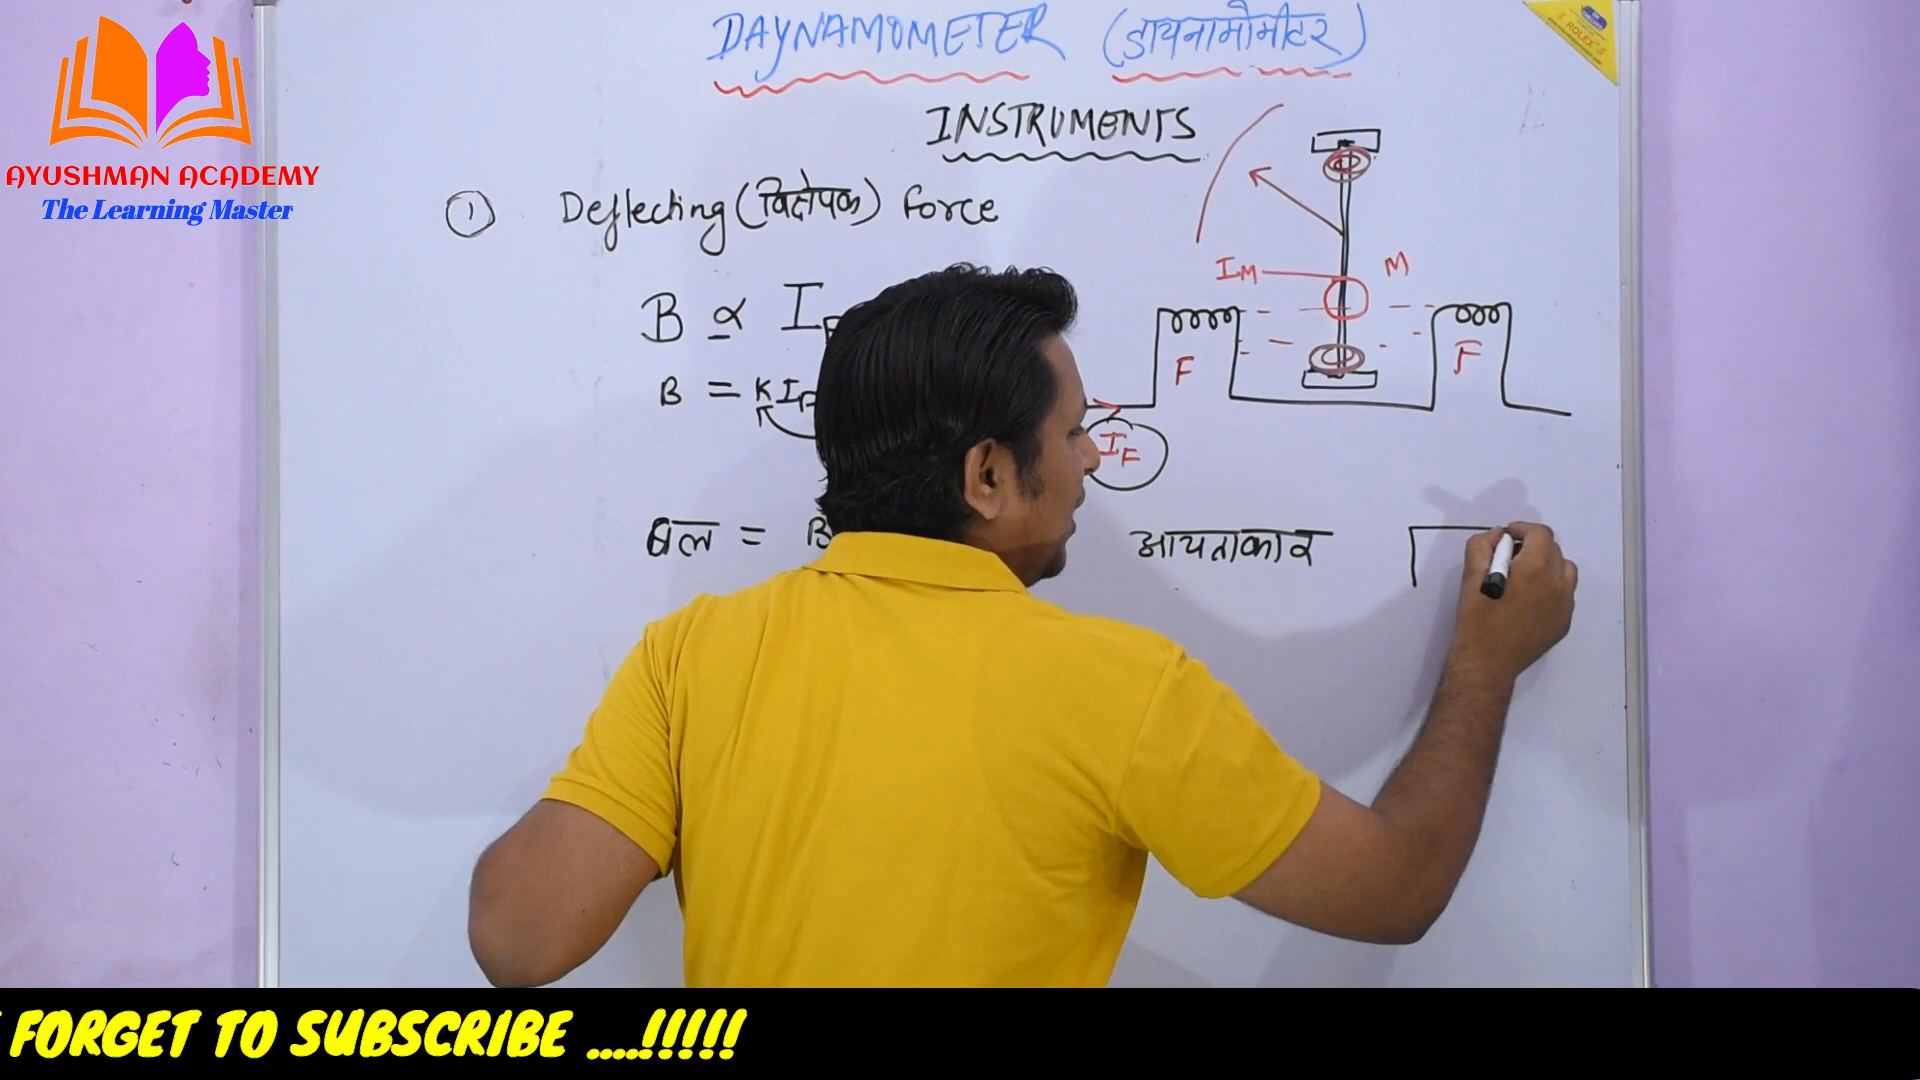 DAYNAMOMETER (डायनामोमीटर)
INSTRUMENTS
ROLEX
AYUSHMAN ACADEMY
The Learning Master
① Deflecting (विक्षेपक) force
B ∝ I
B = KI
IM
M
F
F
IF
बल = B
आयताकार
FORGET TO SUBSCRIBE ....!!!!!